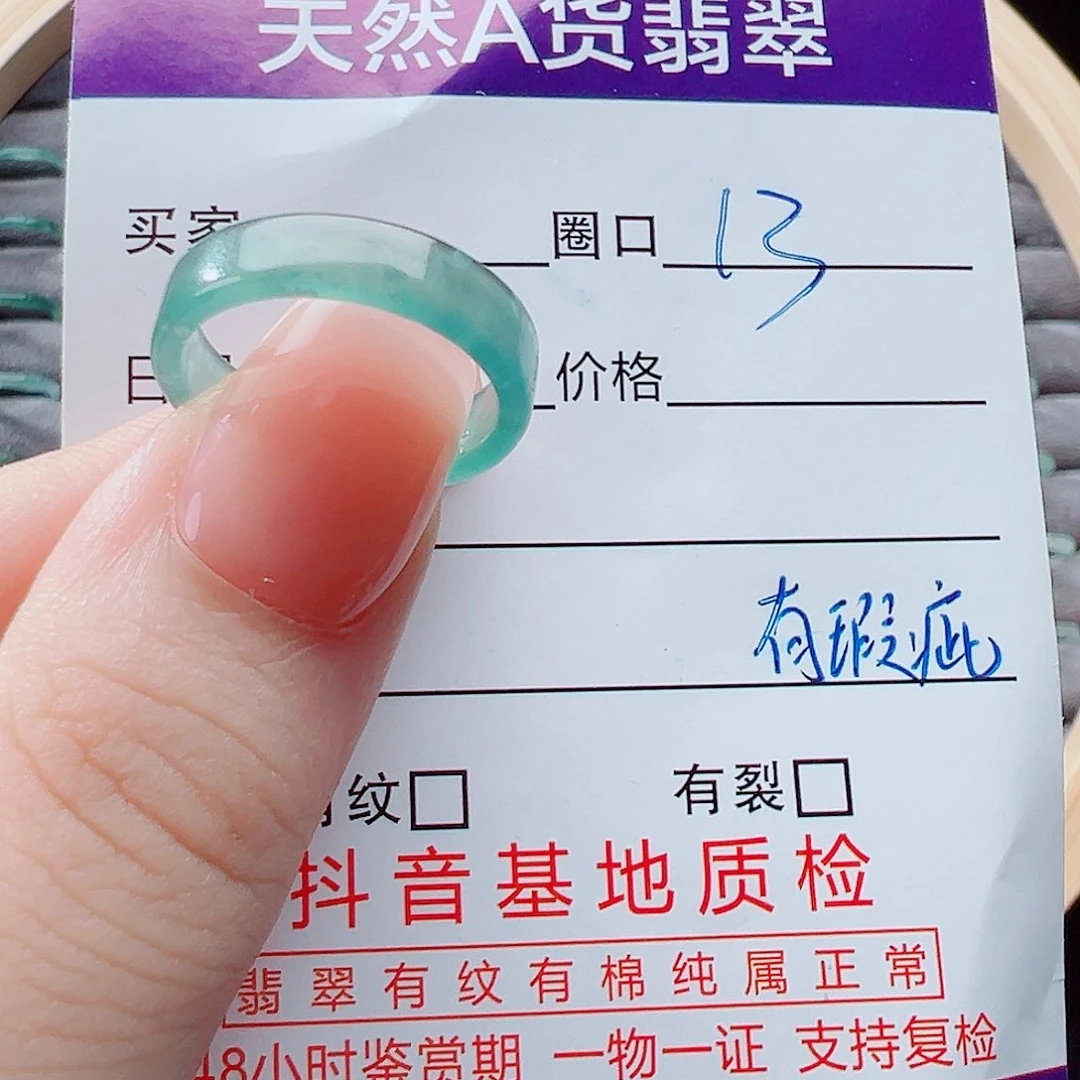 天然A货翡翠
买家 圈口 13
日 价格
有瑕疵
有纹□ 有裂□
抖音基地质检
翡翠有纹有棉纯属正常
48小时鉴赏期 一物一证 支持复检